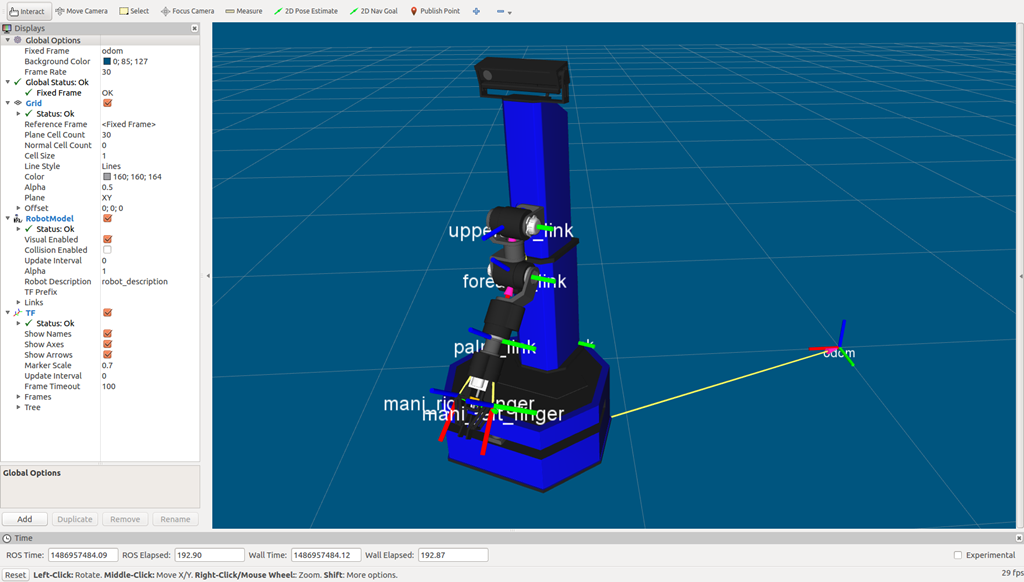 Interact Move Camera Select Focus Camera Measure 2D Pose Estimate 2D Nav Goal Publish Point
Displays
Global Options
Fixed Frame odom
Background Color 0; 85; 127
Frame Rate 30
Global Status: Ok
Fixed Frame OK
Grid
Status: Ok
Reference Frame <Fixed Frame>
Plane Cell Count 30
Normal Cell Count 0
Cell Size 1
Line Style Lines
Color 160; 160; 164
Alpha 0.5
Plane XY
Offset 0; 0; 0
RobotModel
Status: Ok
Visual Enabled
Collision Enabled
Update Interval 0
Alpha 1
Robot Description robot_description
TF Prefix
Links
TF
Status: Ok
Show Names
Show Axes
Show Arrows
Marker Scale 0.7
Update Interval 0
Frame Timeout 100
Frames
Tree
Global Options
Add Duplicate Remove Rename
link
link
link
odom
Time
ROS Time: 1486957484.09 ROS Elapsed: 192.90 Wall Time: 1486957484.12 Wall Elapsed: 192.87 Experimental
Reset Left-Click: Rotate. Middle-Click: Move X/Y. Right-Click/Mouse Wheel:: Zoom. Shift: More options. 29 fps